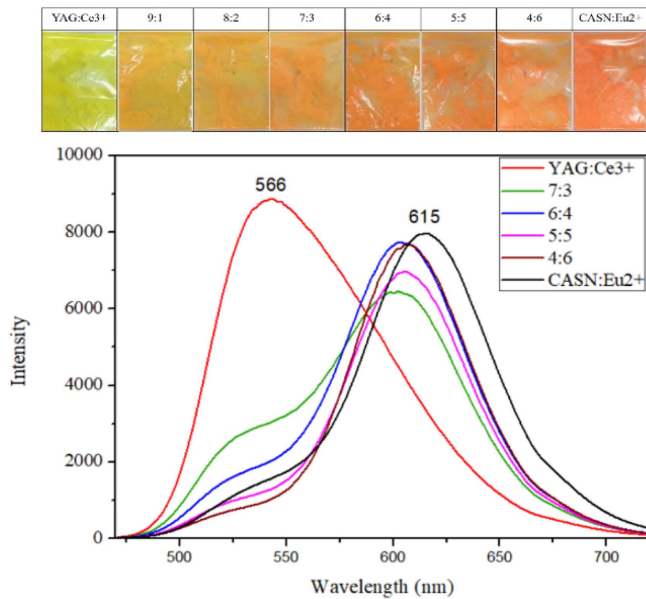 YAG:Ce3+ 9:1 8:2 7:3 6:4 5:5 4:6 CASN:Eu2+
10000
8000
6000
4000
2000
0
Intensity
566
615
YAG:Ce3+
7:3
6:4
5:5
4:6
CASN:Eu2+
500 550 600 650 700
Wavelength (nm)